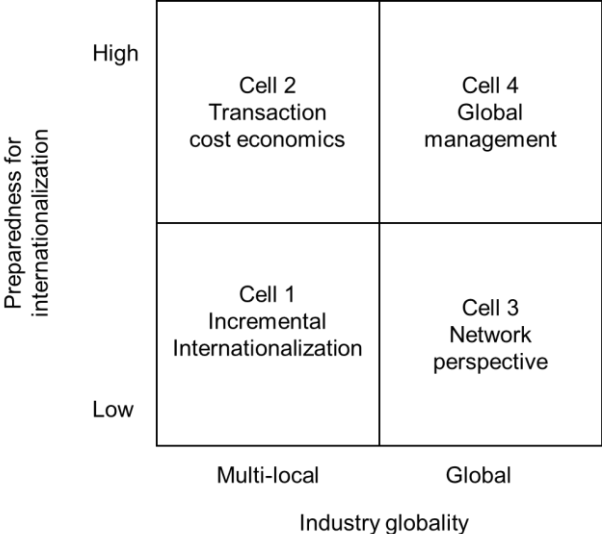 Preparedness for
internationalization
High
Cell 2
Transaction
cost economics
Cell 4
Global
management
Cell 1
Incremental
Internationalization
Cell 3
Network
perspective
Low
Multi-local
Global
Industry globality